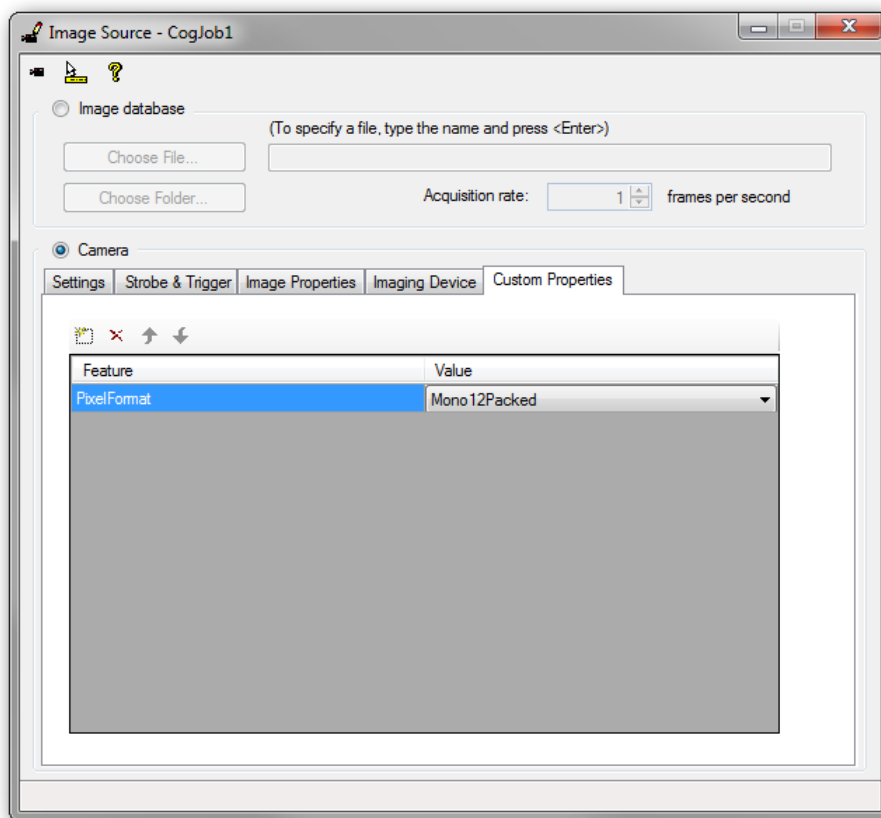 Image Source - CogJob1
Image database
(To specify a file, type the name and press <Enter>)
Choose File...
Choose Folder...
Acquisition rate: 1 frames per second
Camera
Settings Strobe & Trigger Image Properties Imaging Device Custom Properties
Feature Value
PixelFormat Mono12Packed